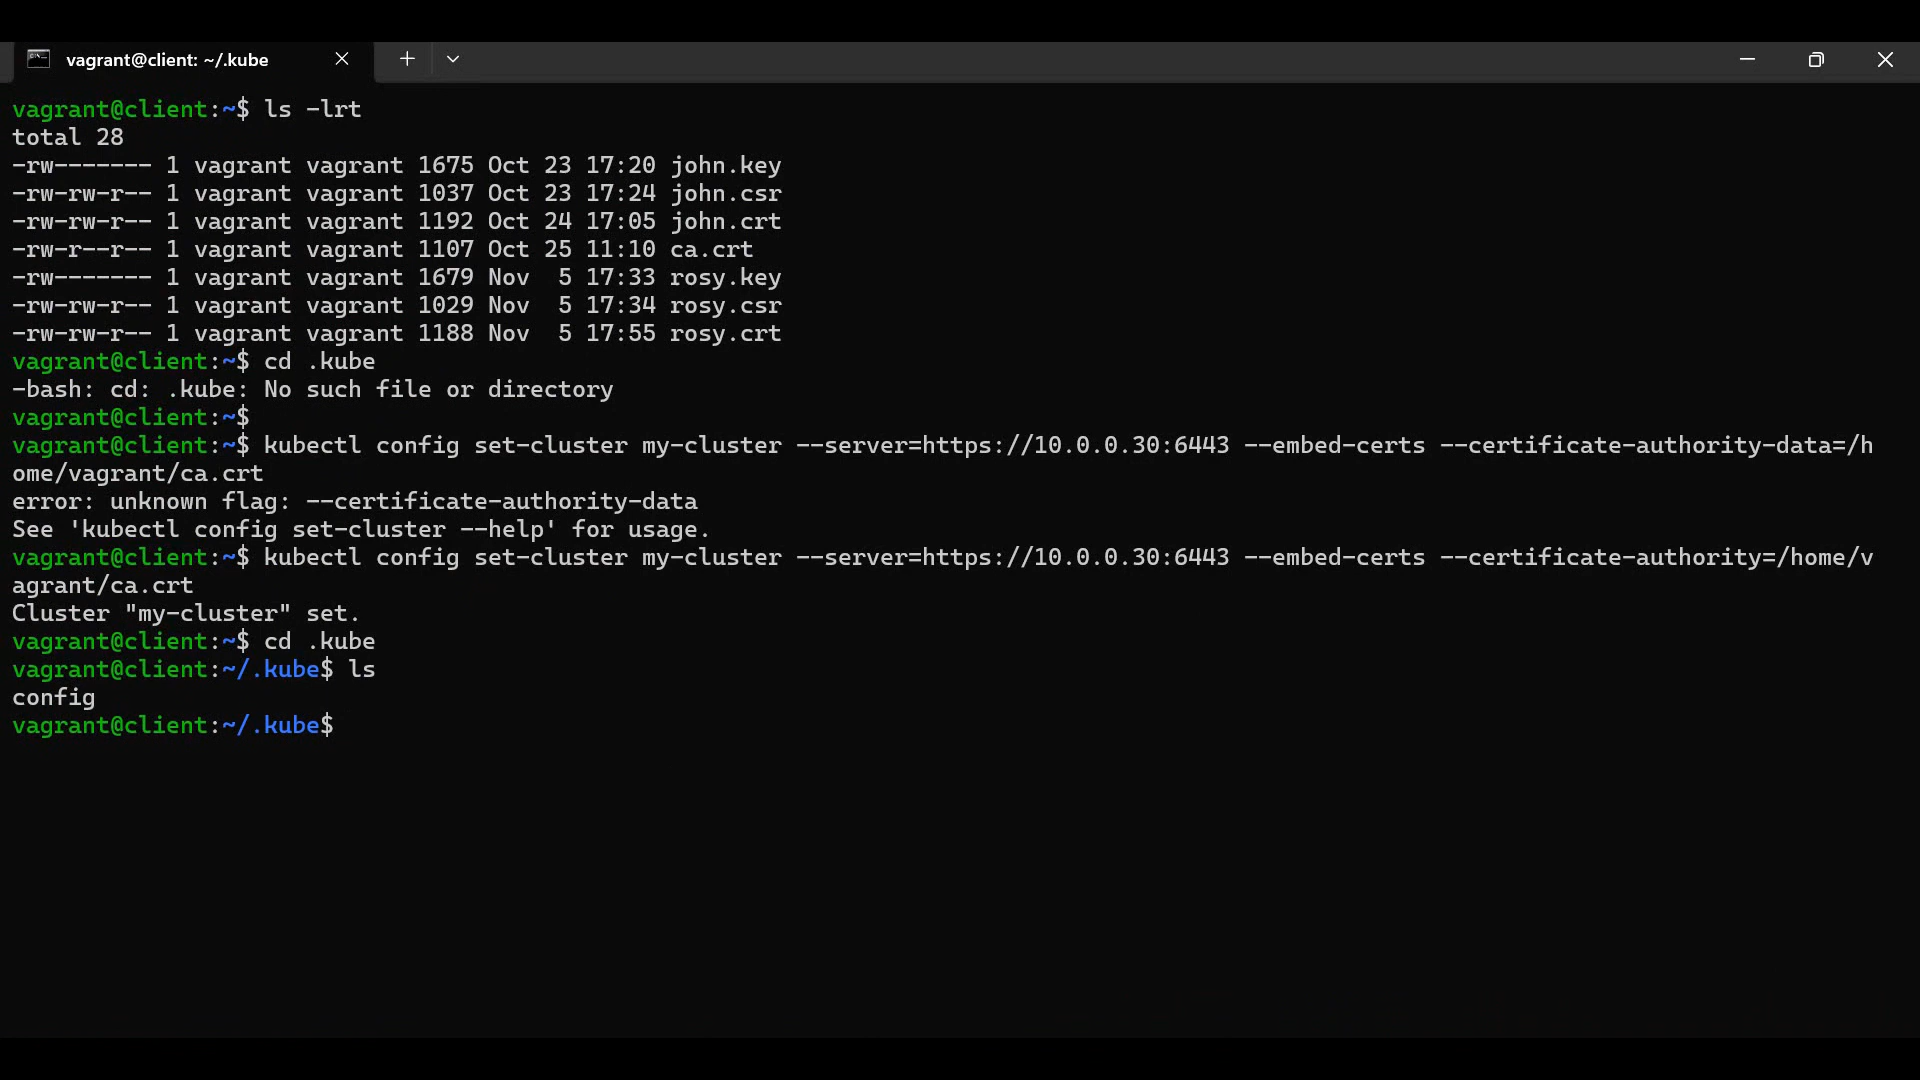 vagrant@client: ~/.kube
vagrant@client:~$ ls -lrt
total 28
-rw------- 1 vagrant vagrant 1675 Oct 23 17:20 john.key
-rw-rw-r-- 1 vagrant vagrant 1037 Oct 23 17:24 john.csr
-rw-rw-r-- 1 vagrant vagrant 1192 Oct 24 17:05 john.crt
-rw-r--r-- 1 vagrant vagrant 1107 Oct 25 11:10 ca.crt
-rw------- 1 vagrant vagrant 1679 Nov  5 17:33 rosy.key
-rw-rw-r-- 1 vagrant vagrant 1029 Nov  5 17:34 rosy.csr
-rw-rw-r-- 1 vagrant vagrant 1188 Nov  5 17:55 rosy.crt
vagrant@client:~$ cd .kube
-bash: cd: .kube: No such file or directory
vagrant@client:~$
vagrant@client:~$ kubectl config set-cluster my-cluster --server=https://10.0.0.30:6443 --embed-certs --certificate-authority-data=/h
ome/vagrant/ca.crt
error: unknown flag: --certificate-authority-data
See 'kubectl config set-cluster --help' for usage.
vagrant@client:~$ kubectl config set-cluster my-cluster --server=https://10.0.0.30:6443 --embed-certs --certificate-authority=/home/v
agrant/ca.crt
Cluster "my-cluster" set.
vagrant@client:~$ cd .kube
vagrant@client:~/.kube$ ls
config
vagrant@client:~/.kube$